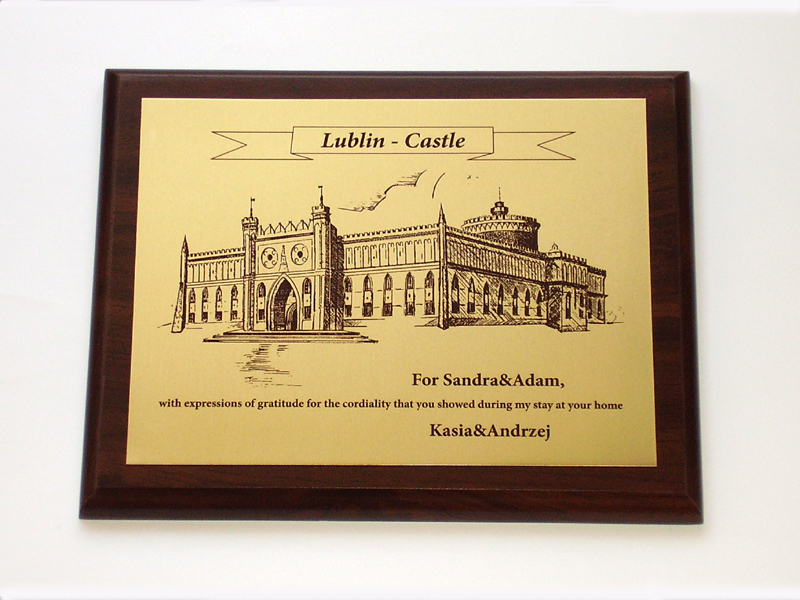 Lublin - Castle
For Sandra&Adam,
with expressions of gratitude for the cordiality that you showed during my stay at your home
Kasia&Andrzej